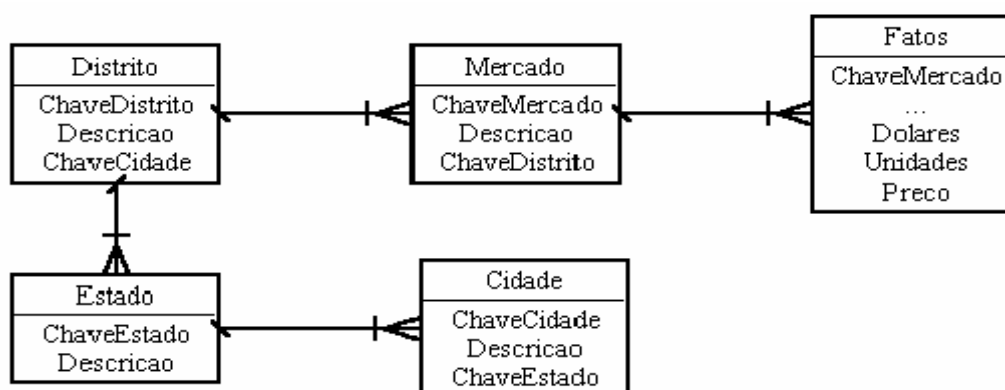 Distrito
ChaveDistrito
Descricao
ChaveCidade
Mercado
ChaveMercado
Descricao
ChaveDistrito
Fatos
ChaveMercado
...
Dolares
Unidades
Preco
Estado
ChaveEstado
Descricao
Cidade
ChaveCidade
Descricao
ChaveEstado